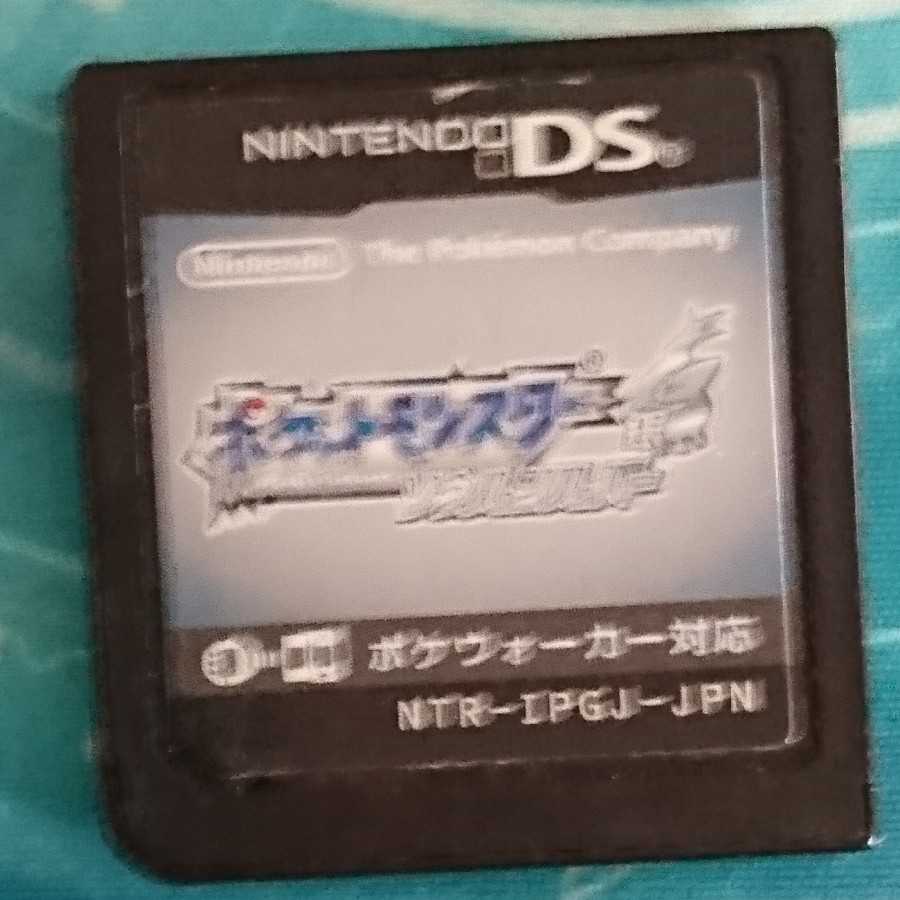 NINTENDO DS
Nintendo
The Pokémon Company
ポケットモンスター
ソウルシルバー
ポケウォーカー対応
NTR-IPGJ-JPN